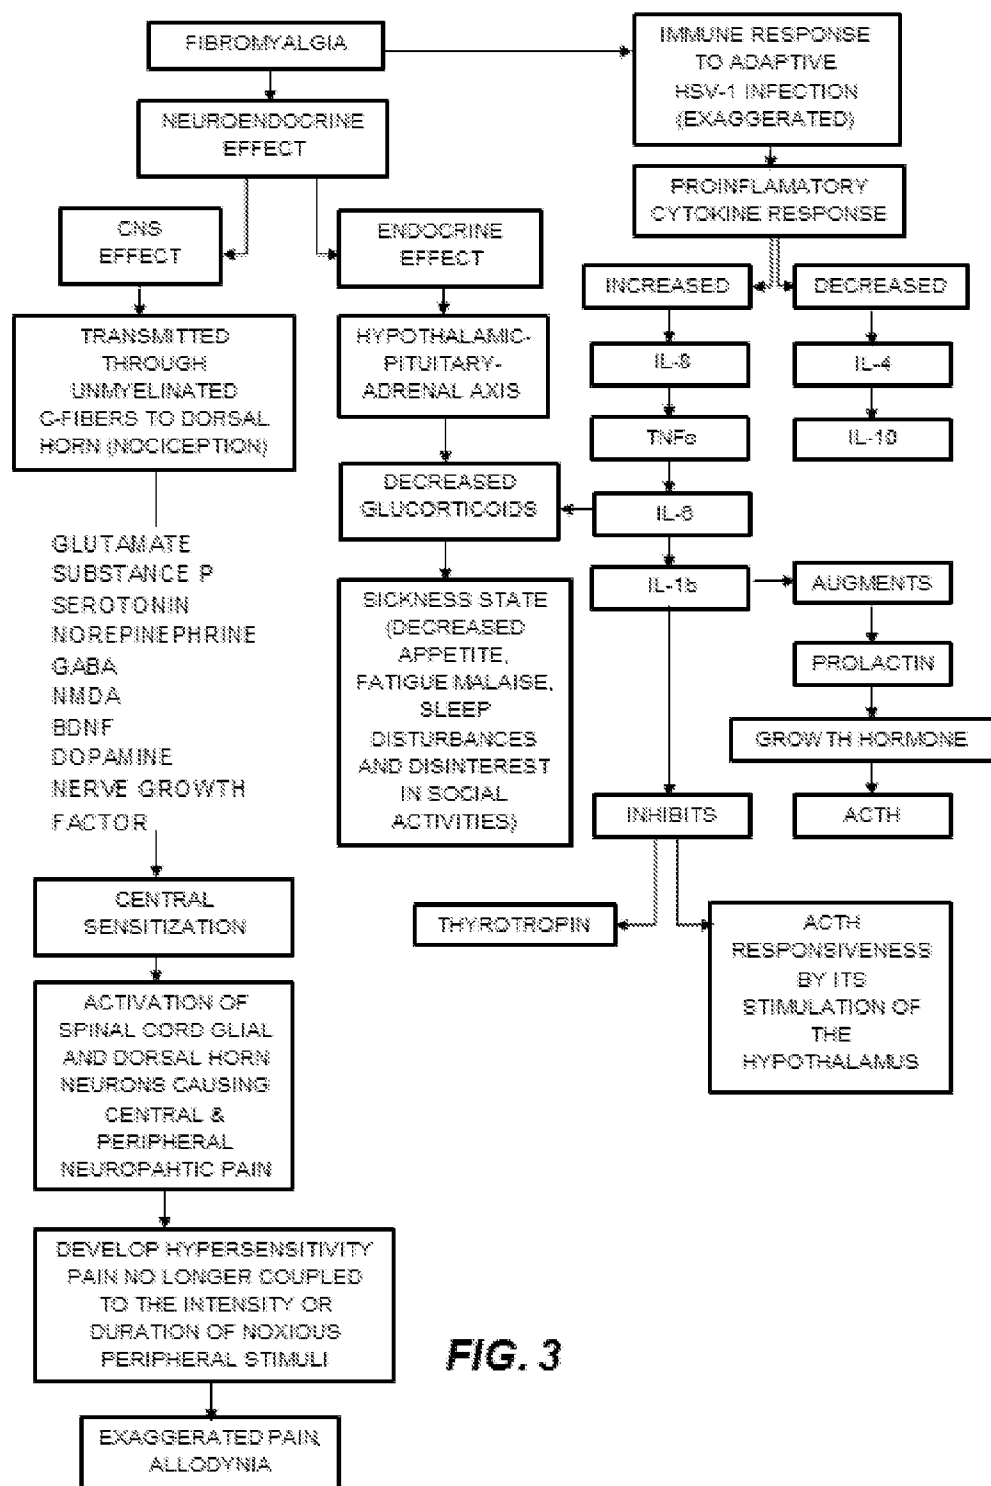 FIBROMYALGIA
IMMUNE RESPONSE
TO ADAPTIVE
HSV-1 INFECTION
(EXAGGERATED)
NEUROENDOCRINE
EFFECT
PROINFLAMATORY
CYTOKINE RESPONSE
CNS
EFFECT
ENDOCRINE
EFFECT
INCREASED
DECREASED
TRANSMITTED
THROUGH
UNMYELINATED
C-FIBERS TO DORSAL
HORN (NOCICEPTION)
HYPOTHALAMIC-
PITUITARY-
ADRENAL AXIS
IL-8
IL-4
TNFα
IL-10
DECREASED
GLUCORTICOIDS
IL-6
IL-1b
AUGMENTS
GLUTAMATE
SUBSTANCE P
SEROTONIN
NOREPINEPHRINE
GABA
NMDA
BDNF
DOPAMINE
NERVE GROWTH
FACTOR
SICKNESS STATE
(DECREASED
APPETITE,
FATIGUE MALAISE,
SLEEP
DISTURBANCES
AND DISINTEREST
IN SOCIAL
ACTIVITIES)
PROLACTIN
GROWTH HORMONE
INHIBITS
ACTH
CENTRAL
SENSITIZATION
THYROTROPIN
ACTH
RESPONSIVENESS
BY ITS
STIMULATION OF
THE
HYPOTHALAMUS
ACTIVATION OF
SPINAL CORD GLIAL
AND DORSAL HORN
NEURONS CAUSING
CENTRAL &
PERIPHERAL
NEUROPAHTIC PAIN
DEVELOP HYPERSENSITIVITY
PAIN NO LONGER COUPLED
TO THE INTENSITY OR
DURATION OF NOXIOUS
PERIPHERAL STIMULI
FIG. 3
EXAGGERATED PAIN,
ALLODYNIA